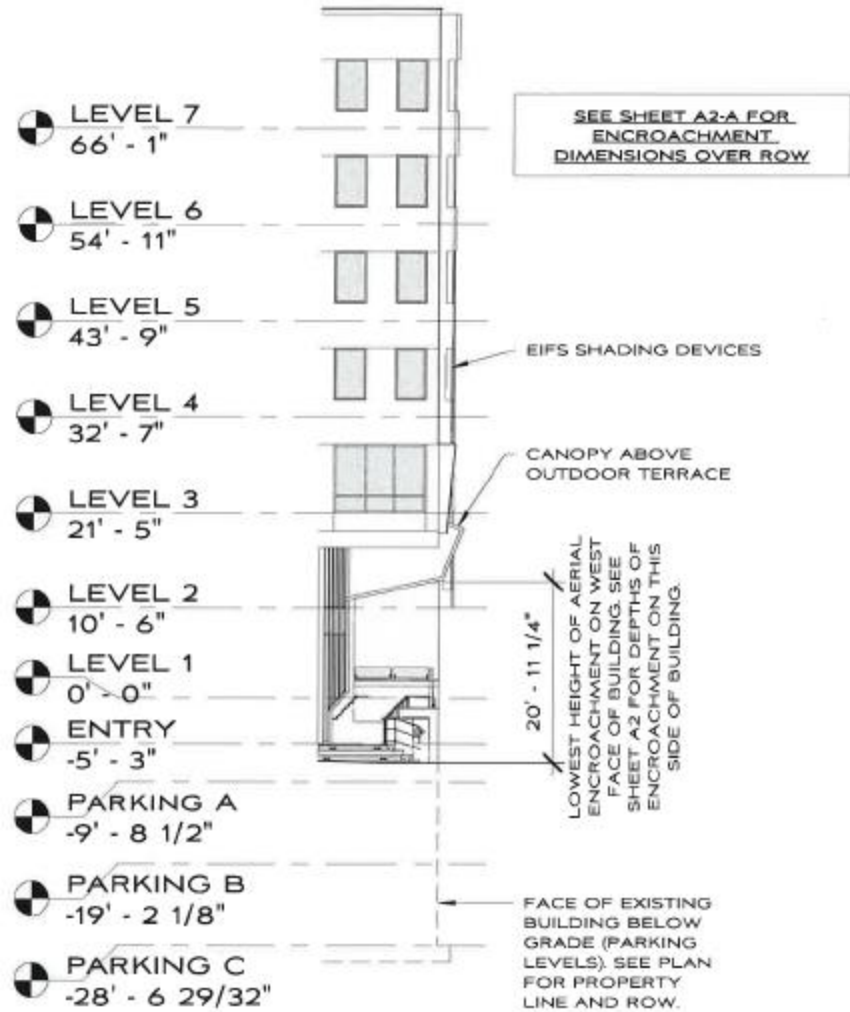 LEVEL 7
66' - 1"
SEE SHEET A2-A FOR
ENCROACHMENT
DIMENSIONS OVER ROW
LEVEL 6
54' - 11"
LEVEL 5
43' - 9"
EIFS SHADING DEVICES
LEVEL 4
32' - 7"
CANOPY ABOVE
OUTDOOR TERRACE
LEVEL 3
21' - 5"
LEVEL 2
10' - 6"
LEVEL 1
0' - 0"
ENTRY
-5' - 3"
20' - 11 1/4"
LOWEST HEIGHT OF AERIAL
ENCROACHMENT ON WEST
FACE OF BUILDING. SEE
SHEET A2 FOR DEPTHS OF
ENCROACHMENT ON THIS
SIDE OF BUILDING.
PARKING A
-9' - 8 1/2"
PARKING B
-19' - 2 1/8"
PARKING C
-28' - 6 29/32"
FACE OF EXISTING
BUILDING BELOW
GRADE (PARKING
LEVELS). SEE PLAN
FOR PROPERTY
LINE AND ROW.